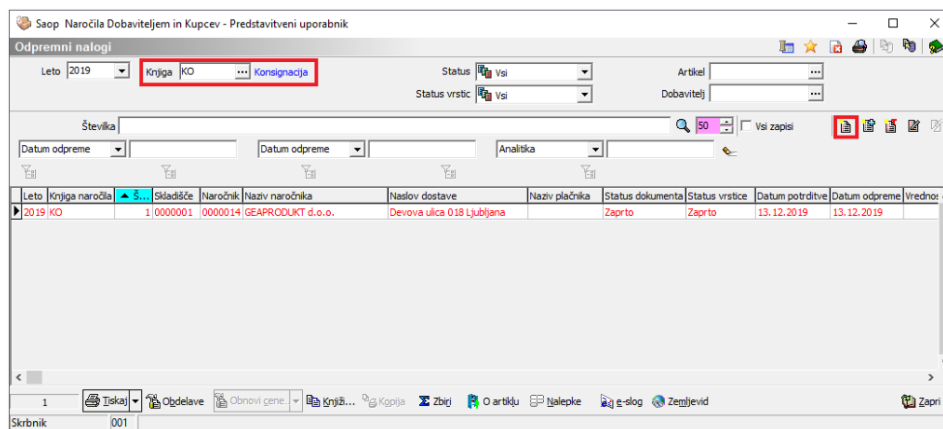 Saop Naročila Dobaviteljem in Kupcev - Predstavitveni uporabnik
Odpremni nalogi
Leto 2019 Knjiga KO ... Konsignacija Status Vsi Artikel ...
Status vrstic Vsi Dobavitelj ...
Številka 50 Vsi zapisi
Datum odpreme Datum odpreme Analitika
Leto Knjiga naročila Š... Skladišče Naročnik Naziv naročnika Naslov dostave Naziv plačnika Status dokumenta Status vrstice Datum potrditve Datum odpreme Vrednos
2019 KO 1 0000001 0000014 GEAPRODUKT d.o.o. Devova ulica 018 Ljubljana Zaprto Zaprto 13.12.2019 13.12.2019
1 Tiskaj Obdelave Obnovi cene Knjiži... Kopija Zbiri O artiklu Nalepke e-slog Zemljevid Zapri
Skrbnik 001